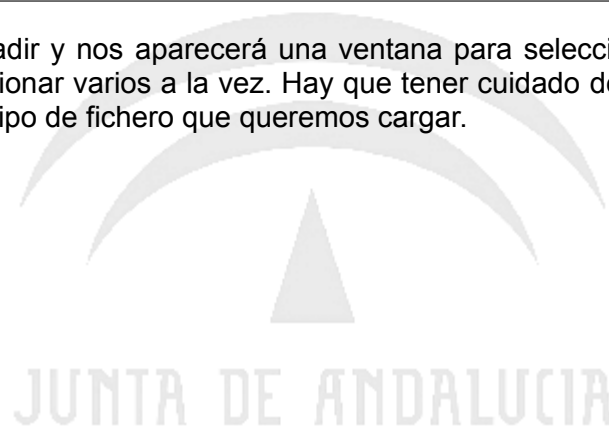 adir y nos aparecerá una ventana para selecci
ionar varios a la vez. Hay que tener cuidado d
ipo de fichero que queremos cargar.
JUNTA DE ANDALUCIA